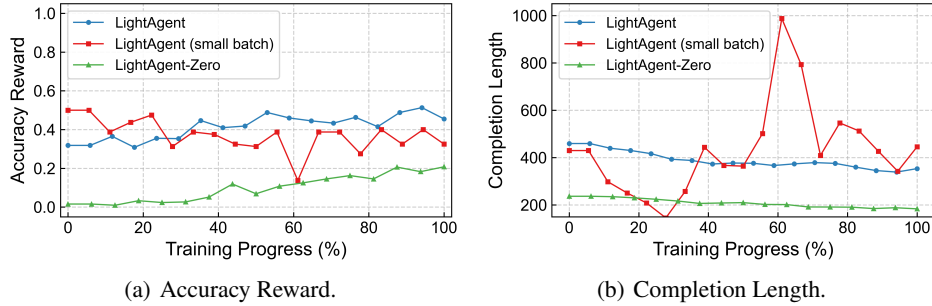 1.0
0.8
0.6
0.4
0.2
0.0
Accuracy Reward
LightAgent
LightAgent (small batch)
LightAgent-Zero
0 20 40 60 80 100
Training Progress (%)
(a) Accuracy Reward.
1000
800
600
400
200
Completion Length
LightAgent
LightAgent (small batch)
LightAgent-Zero
0 20 40 60 80 100
Training Progress (%)
(b) Completion Length.